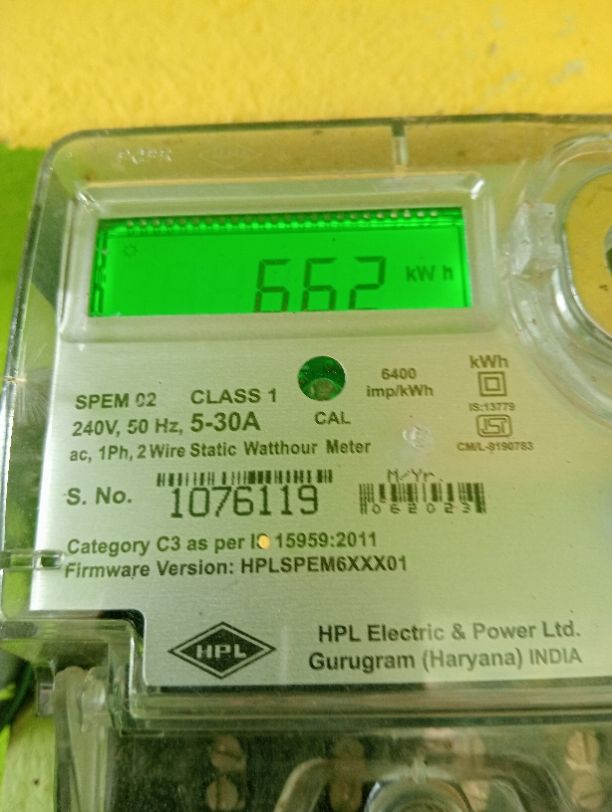 662 kWh
6400
imp/kWh
kWh
IS:13779
ISI
CM/L-9190783
SPEM 02 CLASS 1
CAL
240V, 50 Hz, 5-30A
ac, 1Ph, 2 Wire Static Watthour Meter
M/Yr.
S. No. 1076119 062023
Category C3 as per IS 15959:2011
Firmware Version: HPLSPEM6XXX01
HPL
HPL Electric & Power Ltd.
Gurugram (Haryana) INDIA